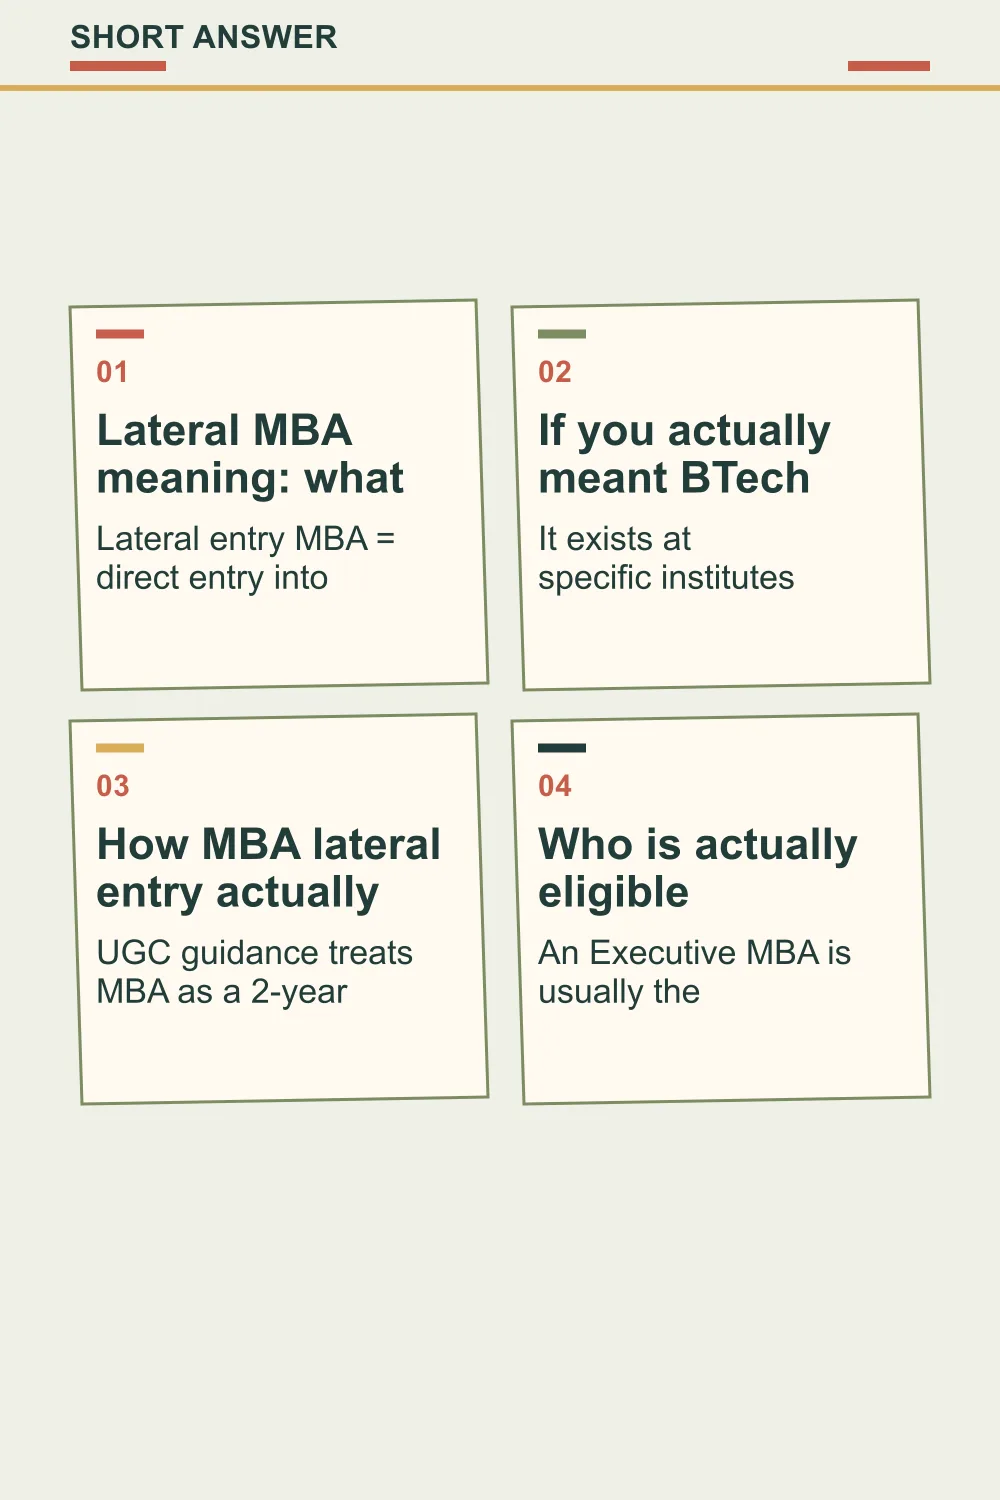 SHORT ANSWER
01
Lateral MBA
meaning: what
Lateral entry MBA =
direct entry into
02
If you actually
meant BTech
It exists at
specific institutes
03
How MBA lateral
entry actually
UGC guidance treats
MBA as a 2-year
04
Who is actually
eligible
An Executive MBA is
usually the